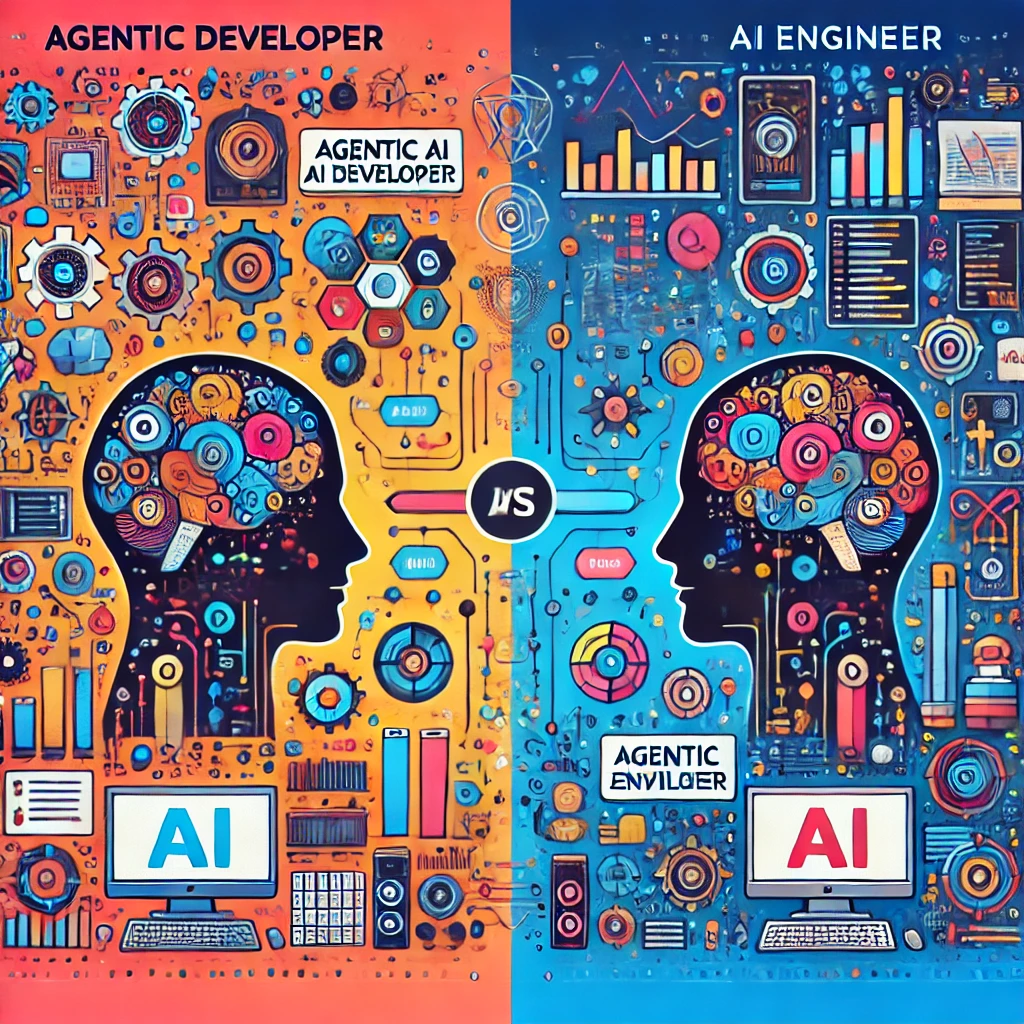 AGENTIC DEVELOPER
AI ENGINEER
AGENTIC AI
AI DEVELOPER
VS
AGENTIC
ENVILOER
AI
AI